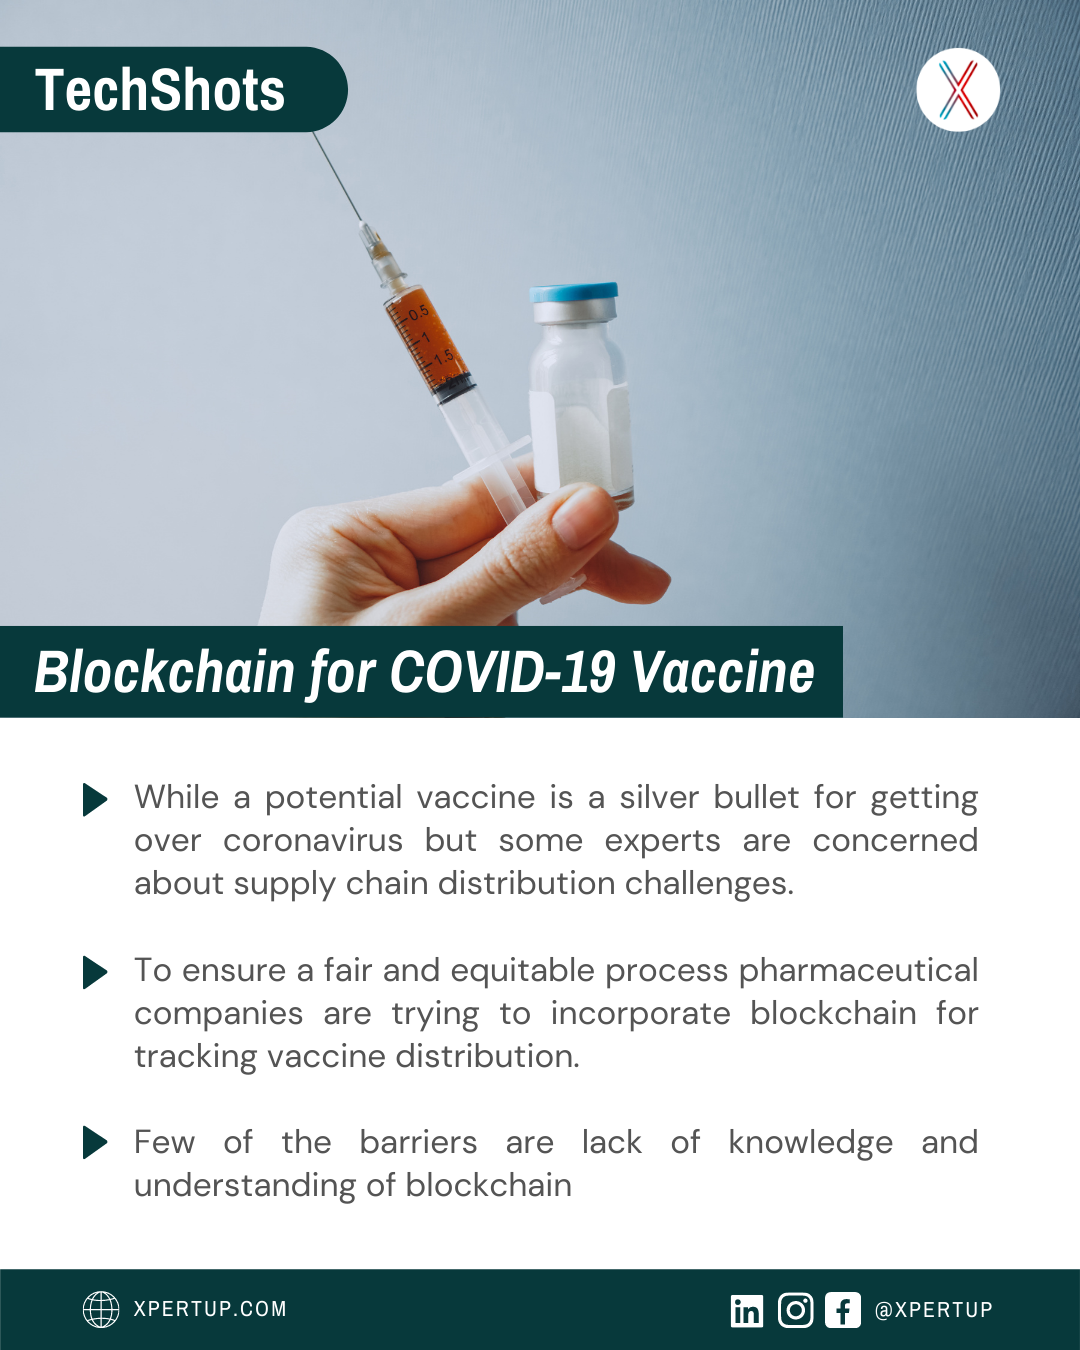 TechShots
X
0.5
1
1.5
Blockchain for COVID-19 Vaccine
While a potential vaccine is a silver bullet for getting
over coronavirus but some experts are concerned
about supply chain distribution challenges.
To ensure a fair and equitable process pharmaceutical
companies are trying to incorporate blockchain for
tracking vaccine distribution.
Few of the barriers are lack of knowledge and
understanding of blockchain
XPERTUP.COM
in
f
@XPERTUP